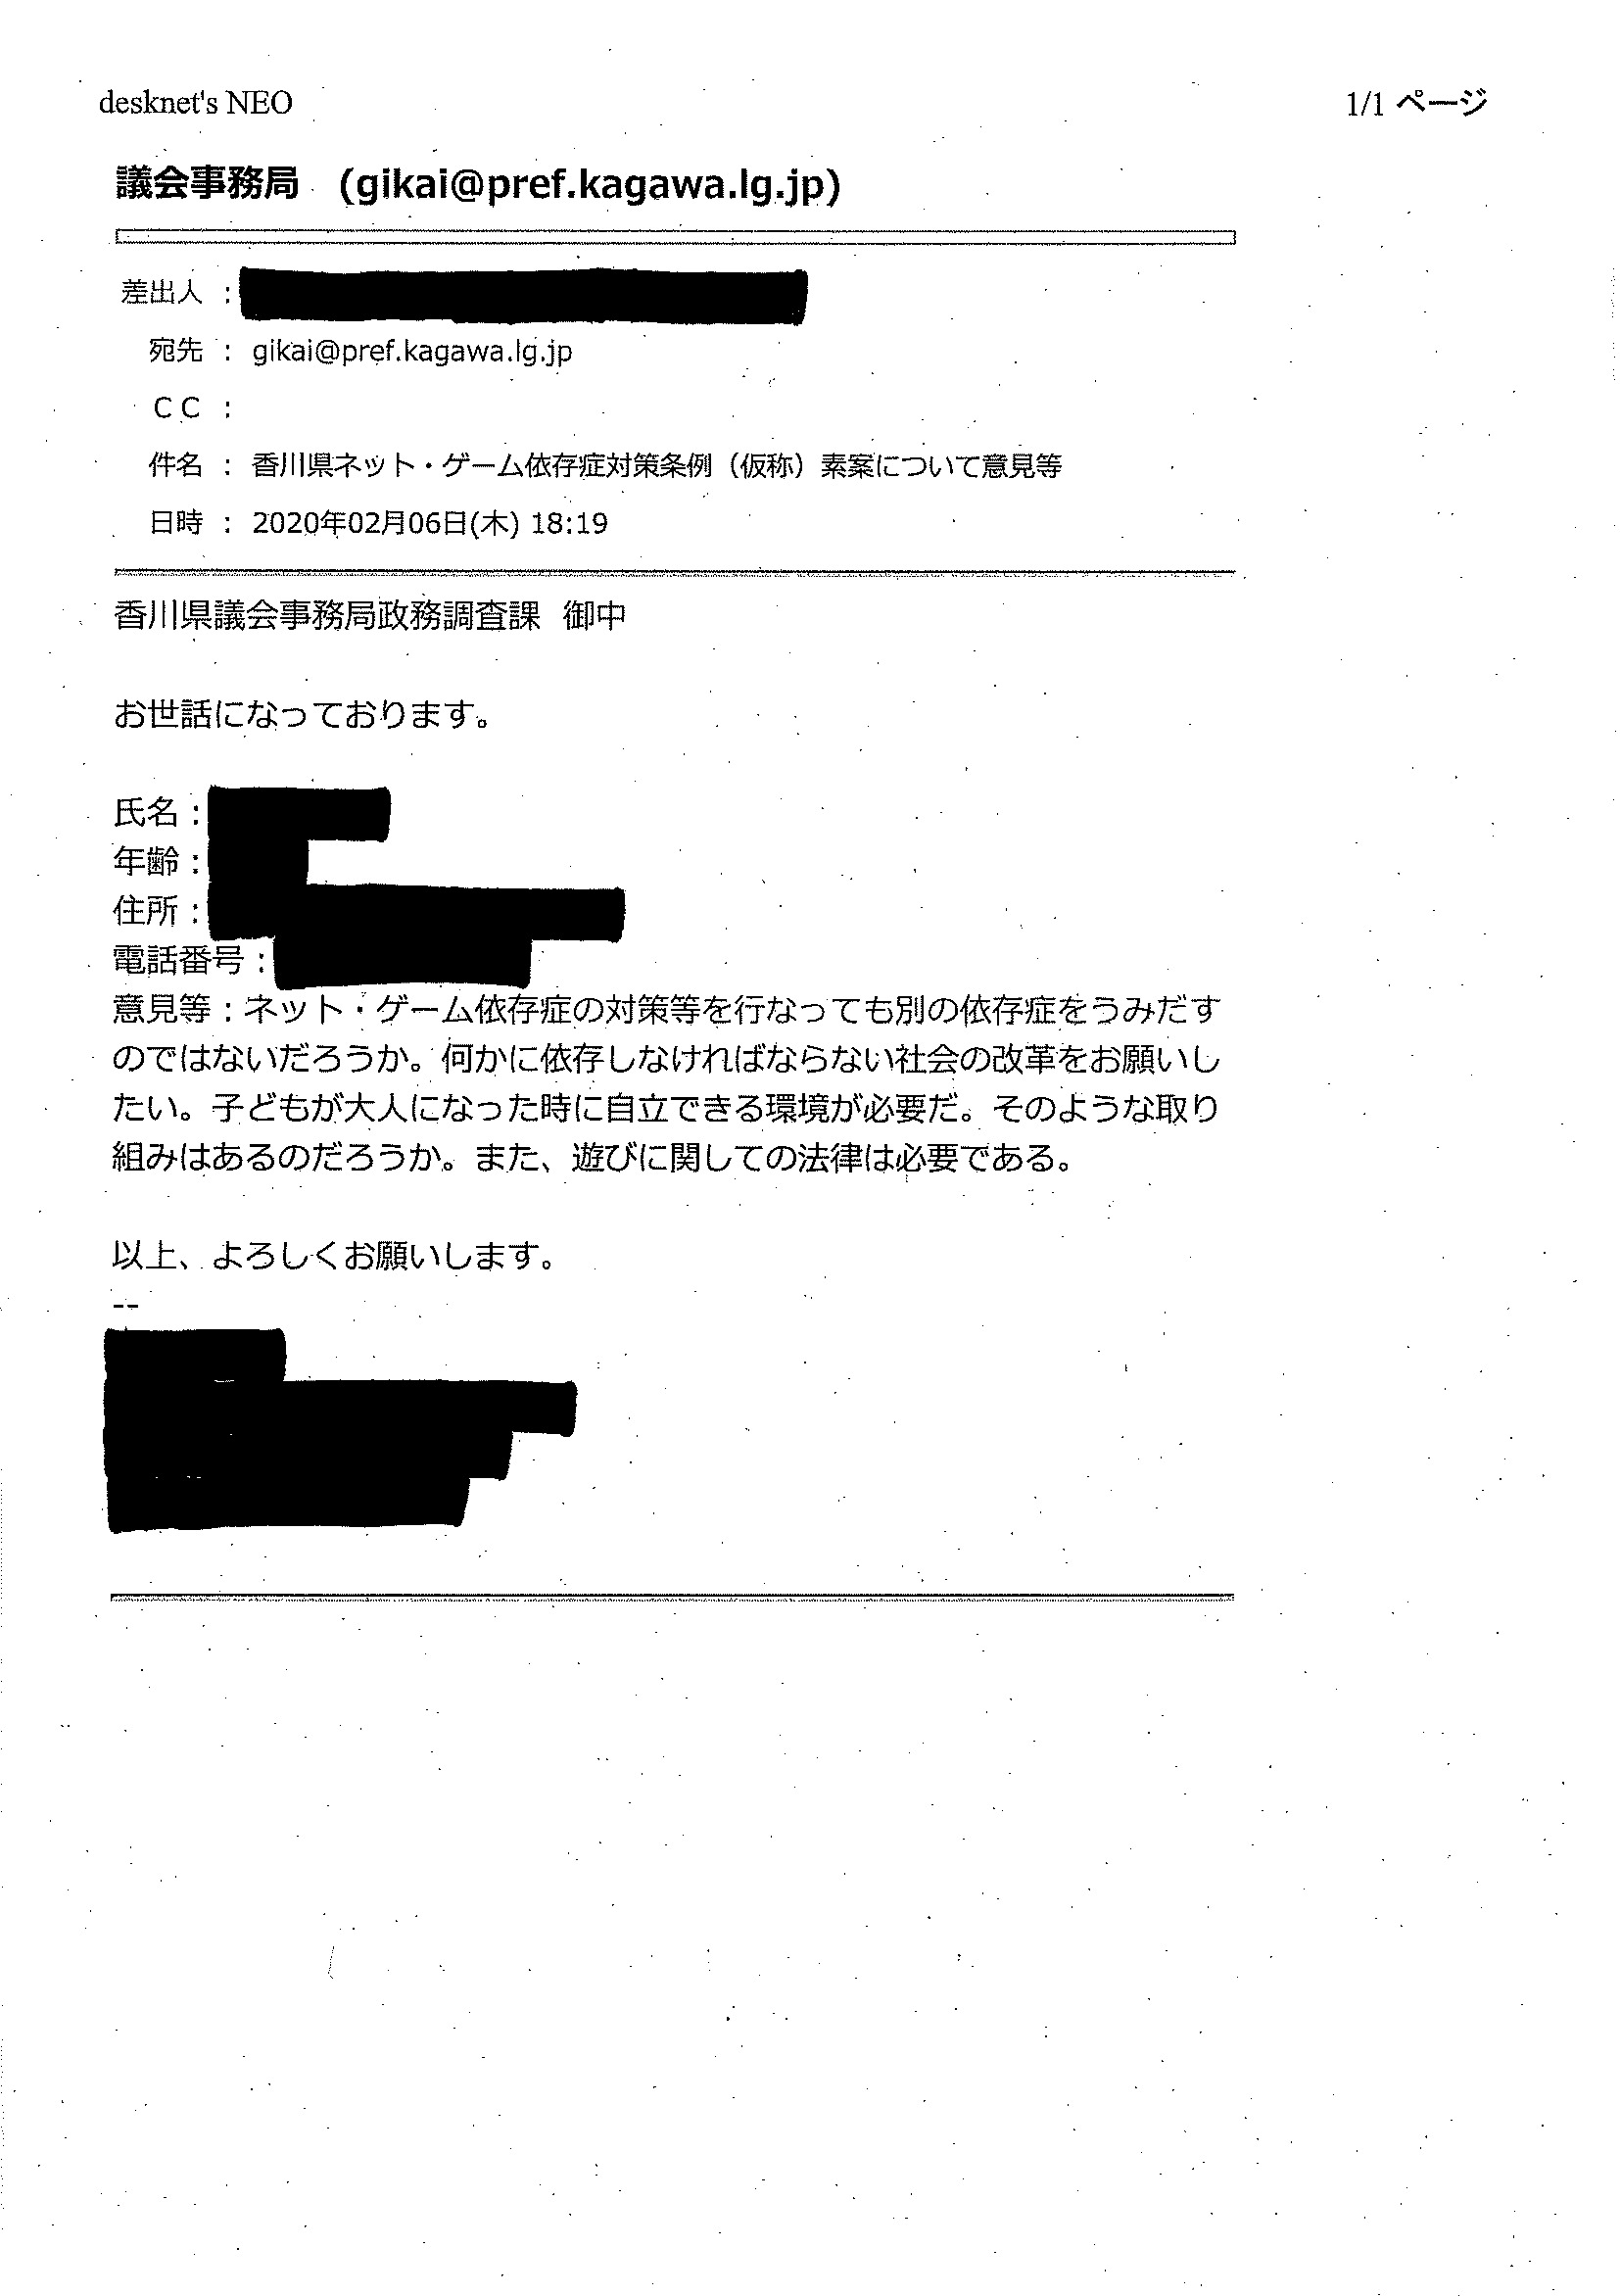 desknet's NEO
1/1 ページ
議会事務局 (gikai@pref.kagawa.lg.jp)
差出人 :
宛先 : gikai@pref.kagawa.lg.jp
C C :
件名 : 香川県ネット・ゲーム依存症対策条例（仮称）素案について意見等
日時 : 2020年02月06日(木) 18:19
香川県議会事務局政務調査課 御中
お世話になっております。
氏名：
年齢：
住所：
電話番号：
意見等：ネット・ゲーム依存症の対策等を行なっても別の依存症をうみだす
のではないだろうか。何かに依存しなければならない社会の改革をお願いし
たい。子どもが大人になった時に自立できる環境が必要だ。そのような取り
組みはあるのだろうか。また、遊びに関しての法律は必要である。
以上、よろしくお願いします。
--